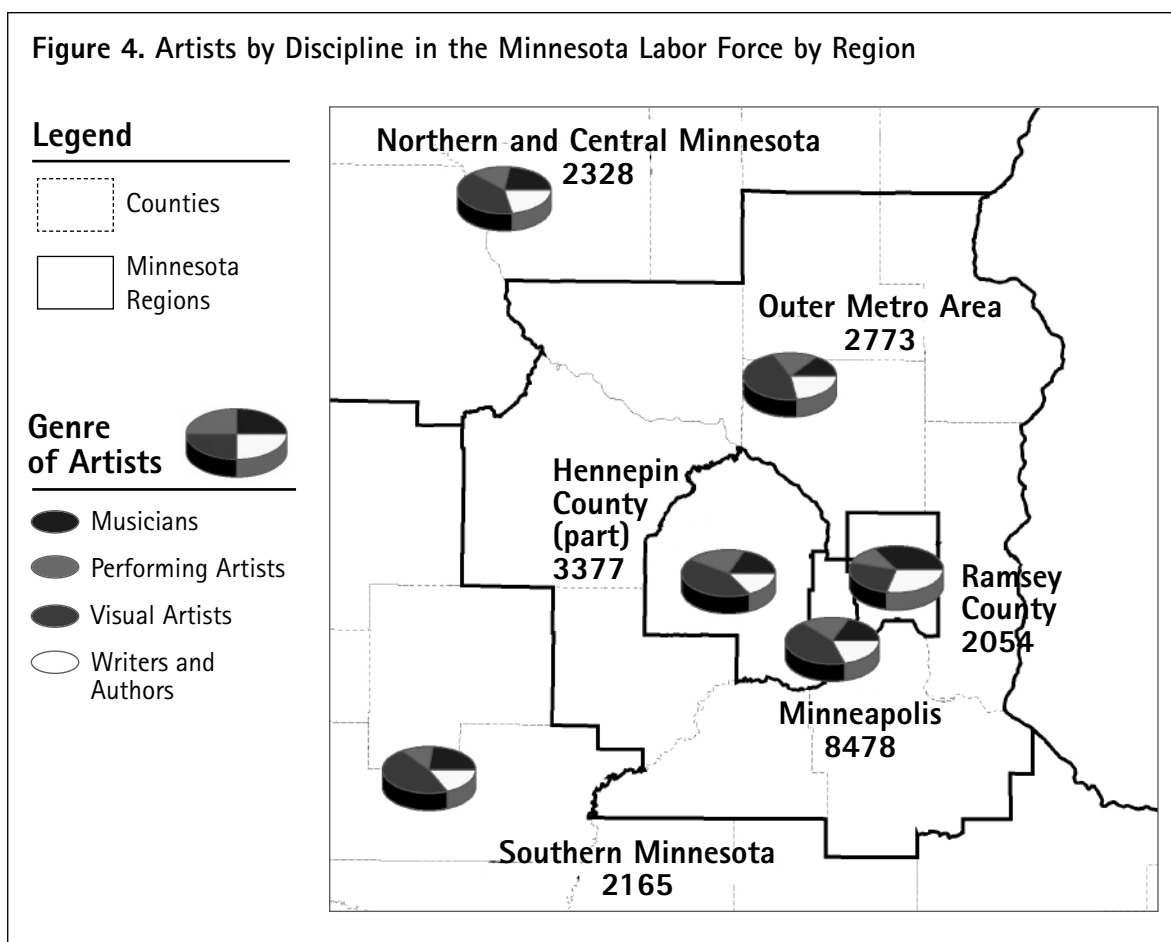 Figure 4. Artists by Discipline in the Minnesota Labor Force by Region
Legend
Counties
Minnesota
Regions
Genre
of Artists
Musicians
Performing Artists
Visual Artists
Writers and
Authors
Northern and Central Minnesota
2328
Outer Metro Area
2773
Hennepin
County
(part)
3377
Ramsey
County
2054
Minneapolis
8478
Southern Minnesota
2165